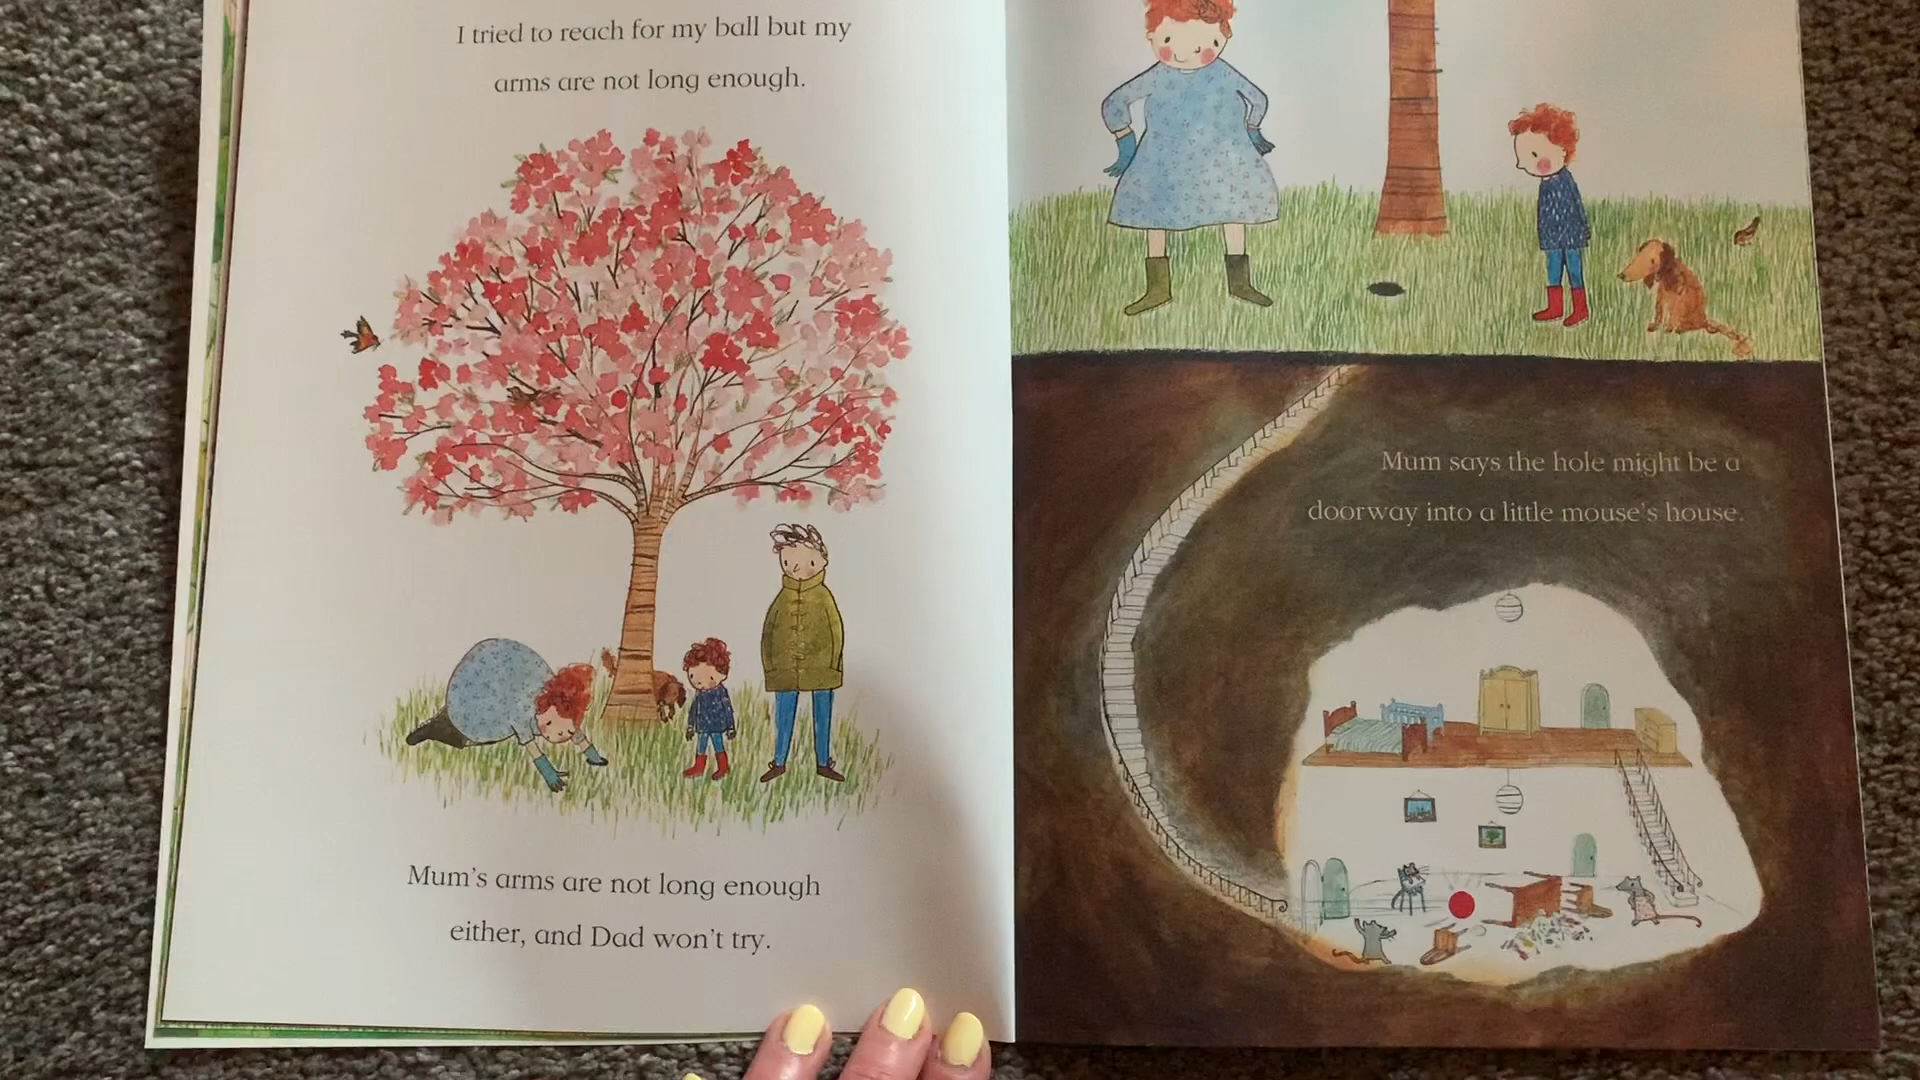 I tried to reach for my ball but my
arms are not long enough.
Mum's arms are not long enough
either, and Dad won't try.
Mum says the hole might be a
doorway into a little mouse's house.